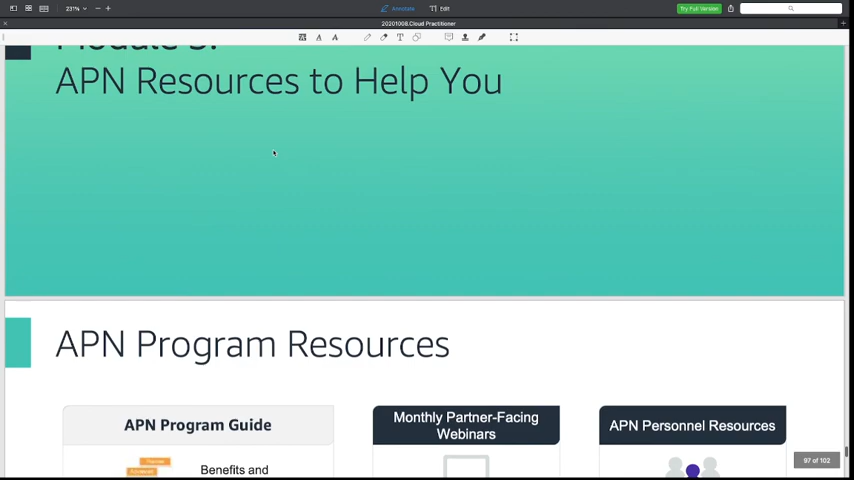 231%
Annotate
Edit
Try Full Version
20201008.Cloud Practitioner
APN Resources to Help You
APN Program Resources
APN Program Guide
Monthly Partner-Facing
Webinars
APN Personnel Resources
Benefits and
97 of 102